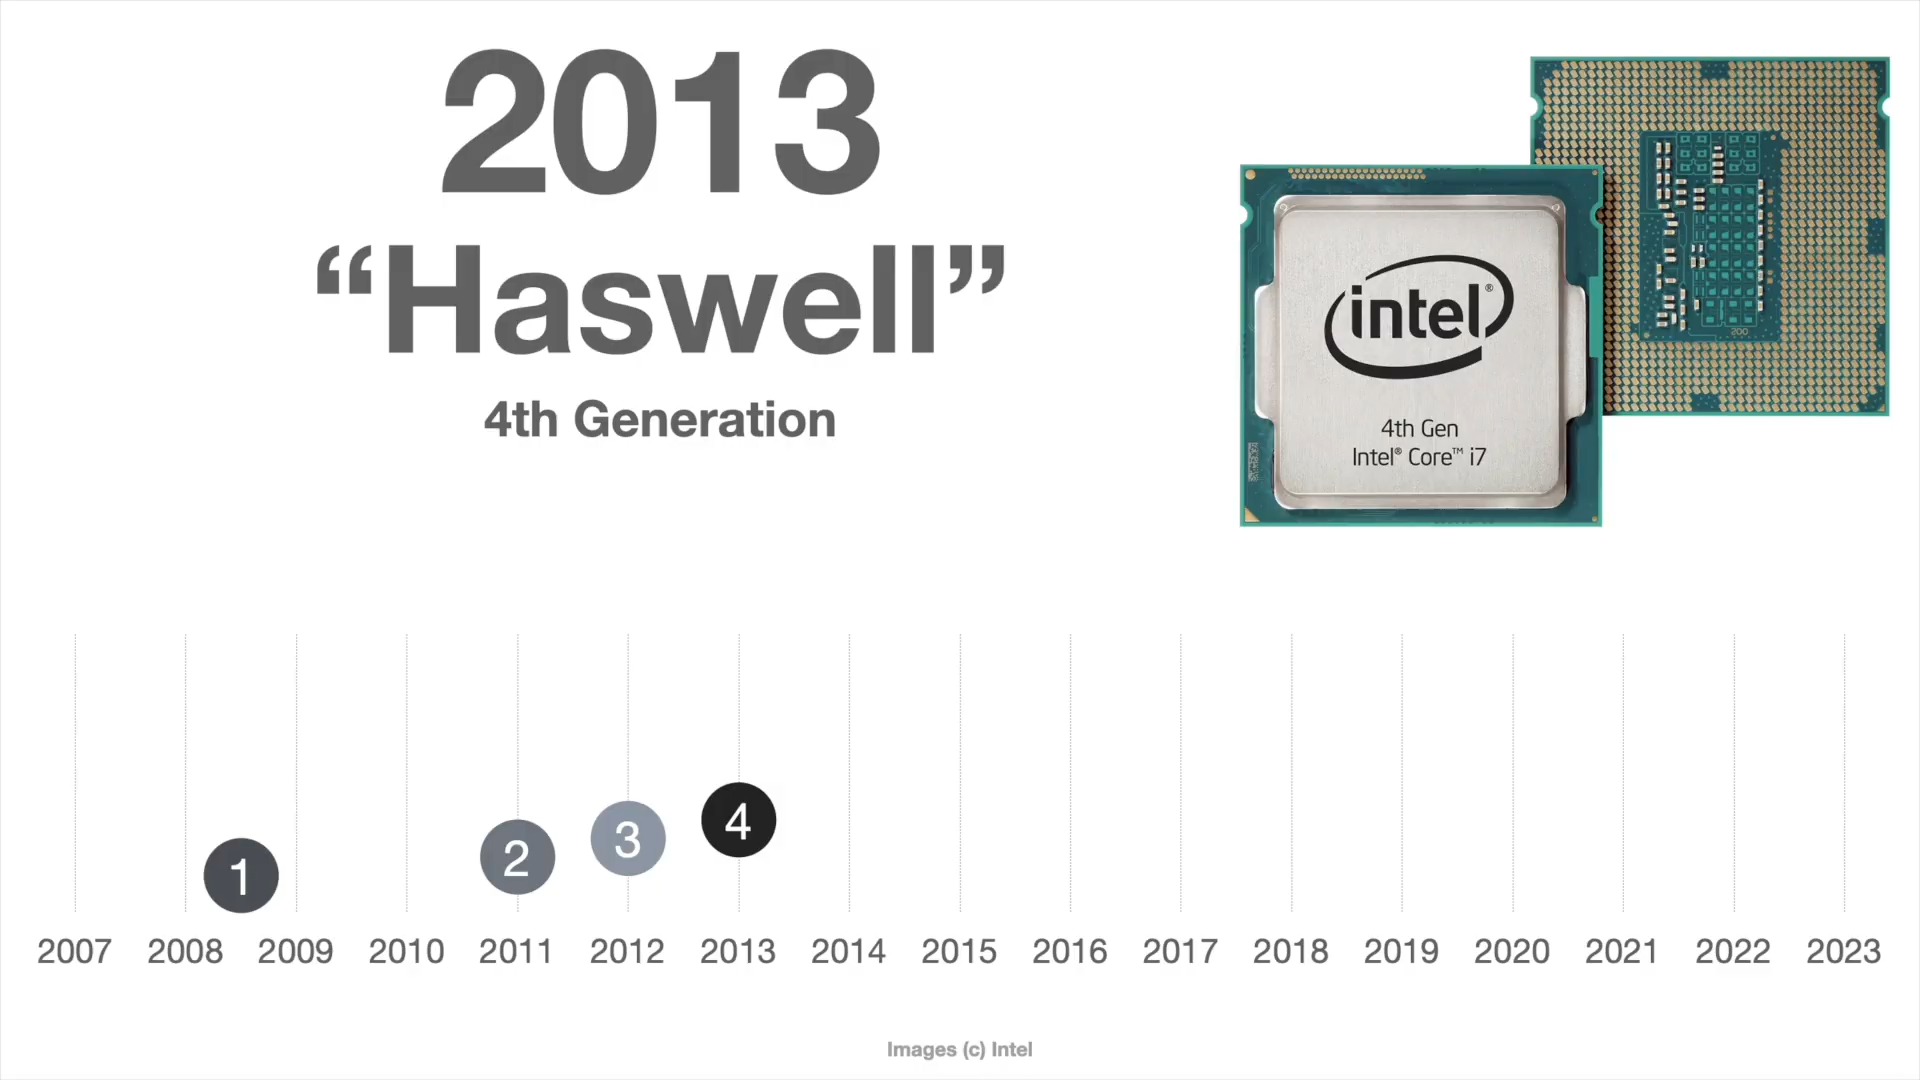 2013
“Haswell”
4th Generation
intel®
4th Gen
Intel® Core™ i7
200
1
2
3
4
2007 2008 2009 2010 2011 2012 2013 2014 2015 2016 2017 2018 2019 2020 2021 2022 2023
Images (c) Intel